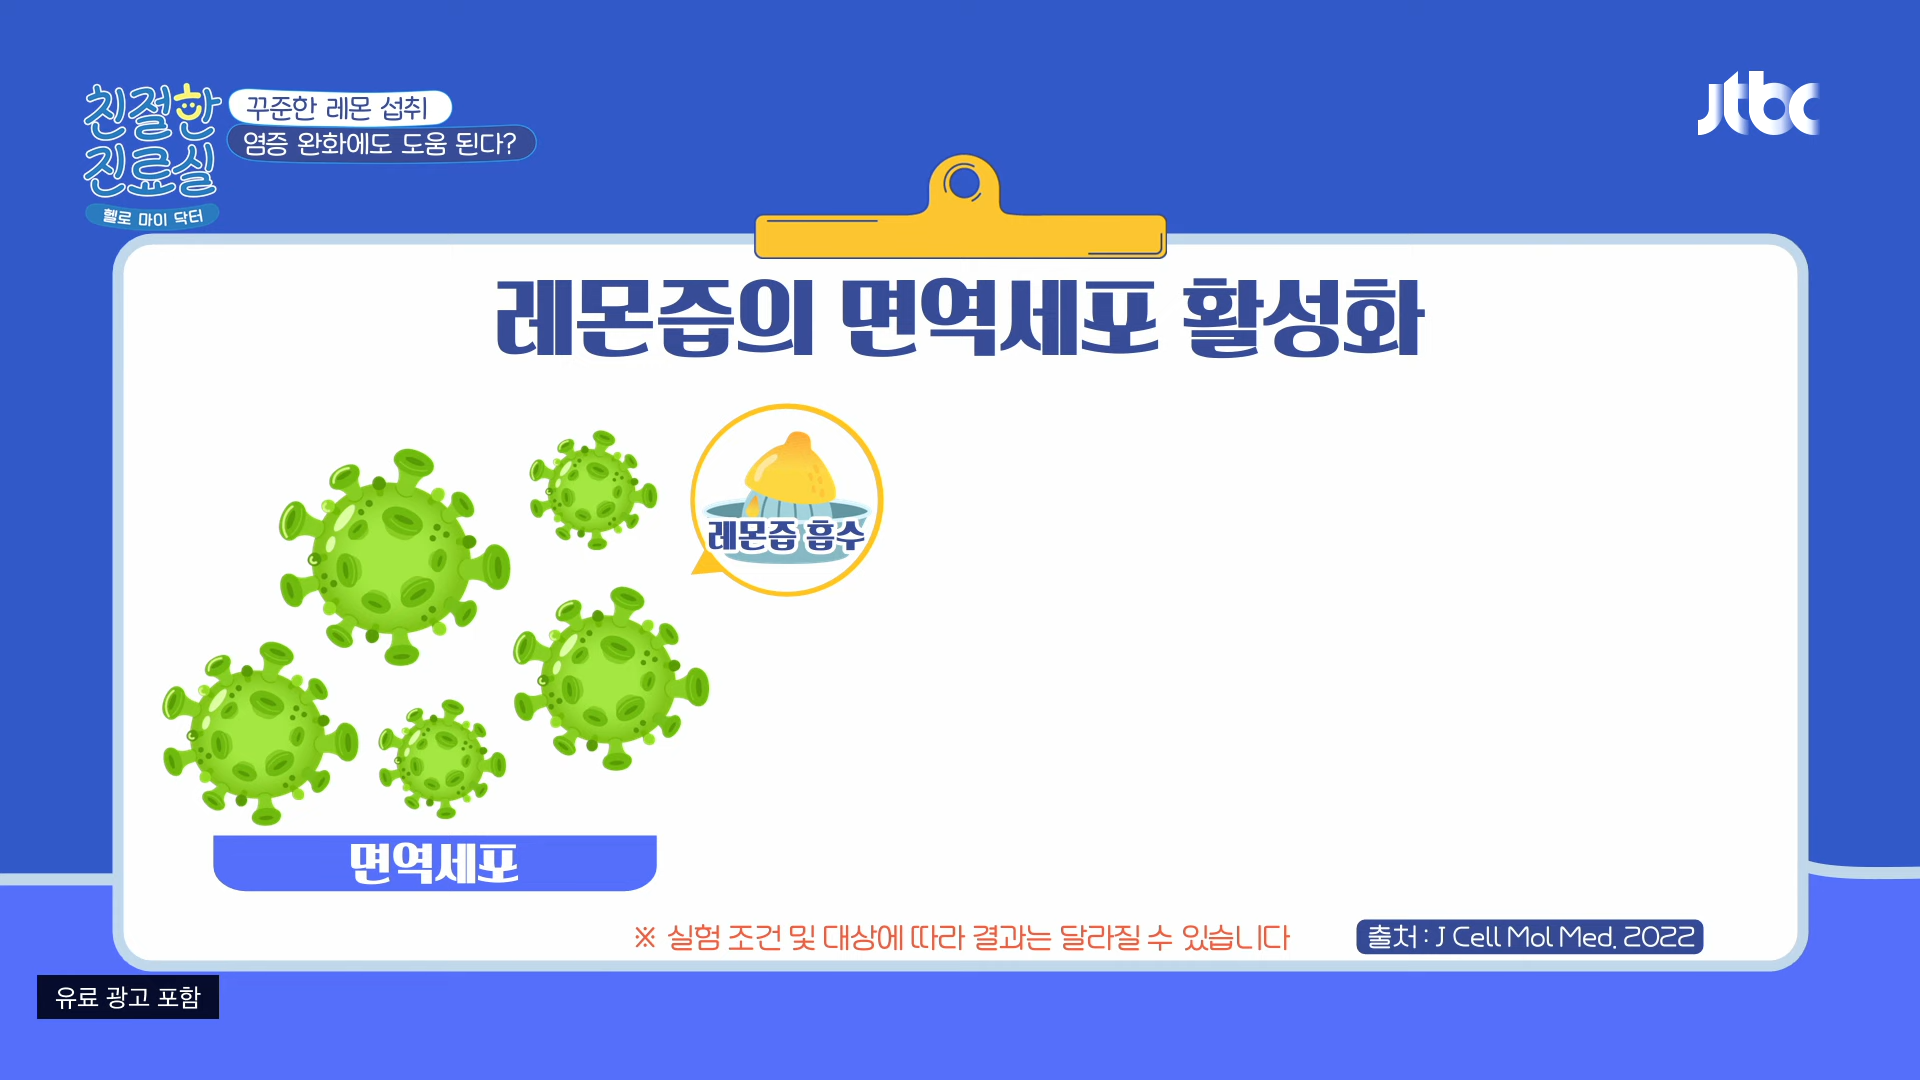 친절한
진료실
헬로 마이 닥터
꾸준한 레몬 섭취
염증 완화에도 도움 된다?
jtbc
레몬즙의 면역세포 활성화
레몬즙 흡수
면역세포
※ 실험 조건 및 대상에 따라 결과는 달라질 수 있습니다
출처 : J Cell Mol Med. 2022
유료 광고 포함